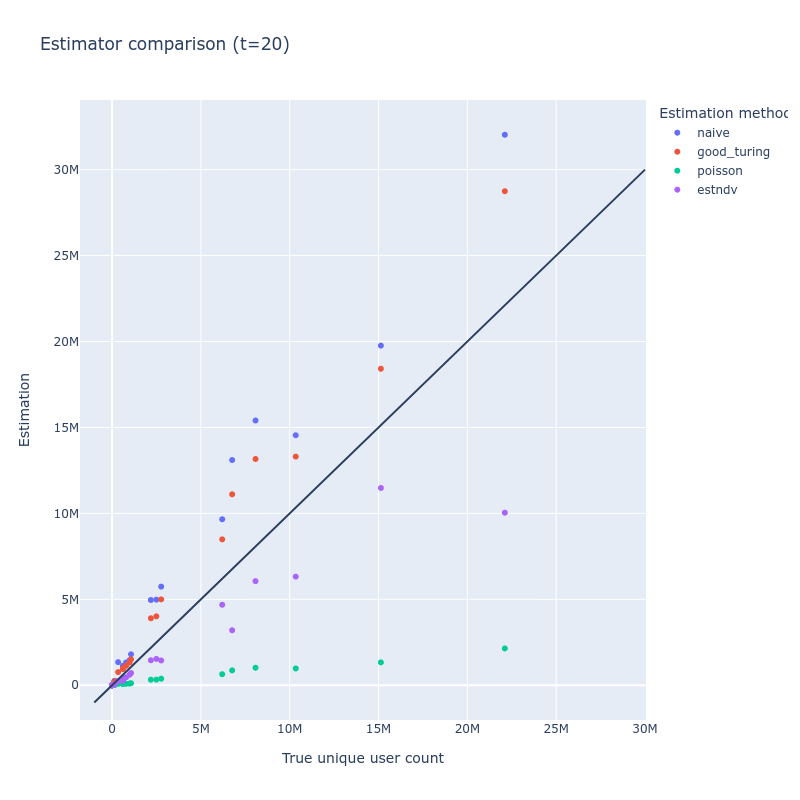 Estimator comparison (t=20)
Estimation method
naive
good_turing
poisson
estndv
30M
25M
20M
15M
10M
5M
0
Estimation
0
5M
10M
15M
20M
25M
30M
True unique user count